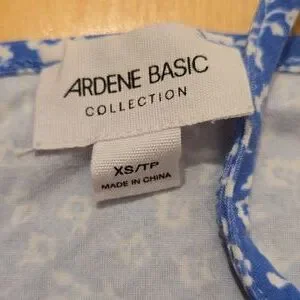 ARDENE BASIC
COLLECTION
XS/TP
MADE IN CHINA